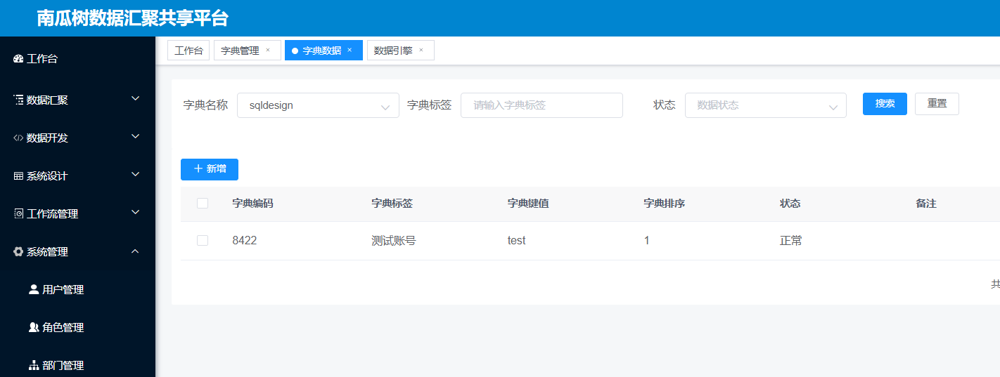 南瓜树数据汇聚共享平台
工作台 字典管理 × 字典数据 × 数据引擎 ×
工作台
数据汇聚
数据开发
系统设计
工作流管理
系统管理
用户管理
角色管理
部门管理
字典名称 sqldesign 字典标签 请输入字典标签 状态 数据状态 搜索 重置
+ 新增
字典编码 字典标签 字典键值 字典排序 状态 备注
8422 测试账号 test 1 正常
共